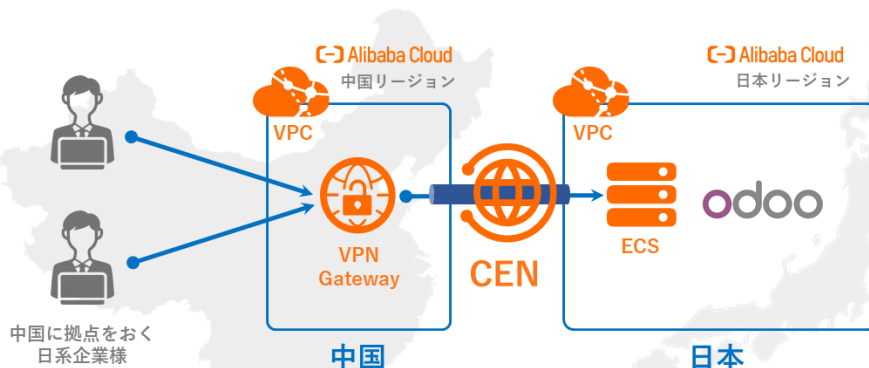 Alibaba Cloud
中国リージョン
VPC
VPN
Gateway
中国に拠点をおく
日系企業様
中国
CEN
Alibaba Cloud
日本リージョン
VPC
ECS
odoo
日本